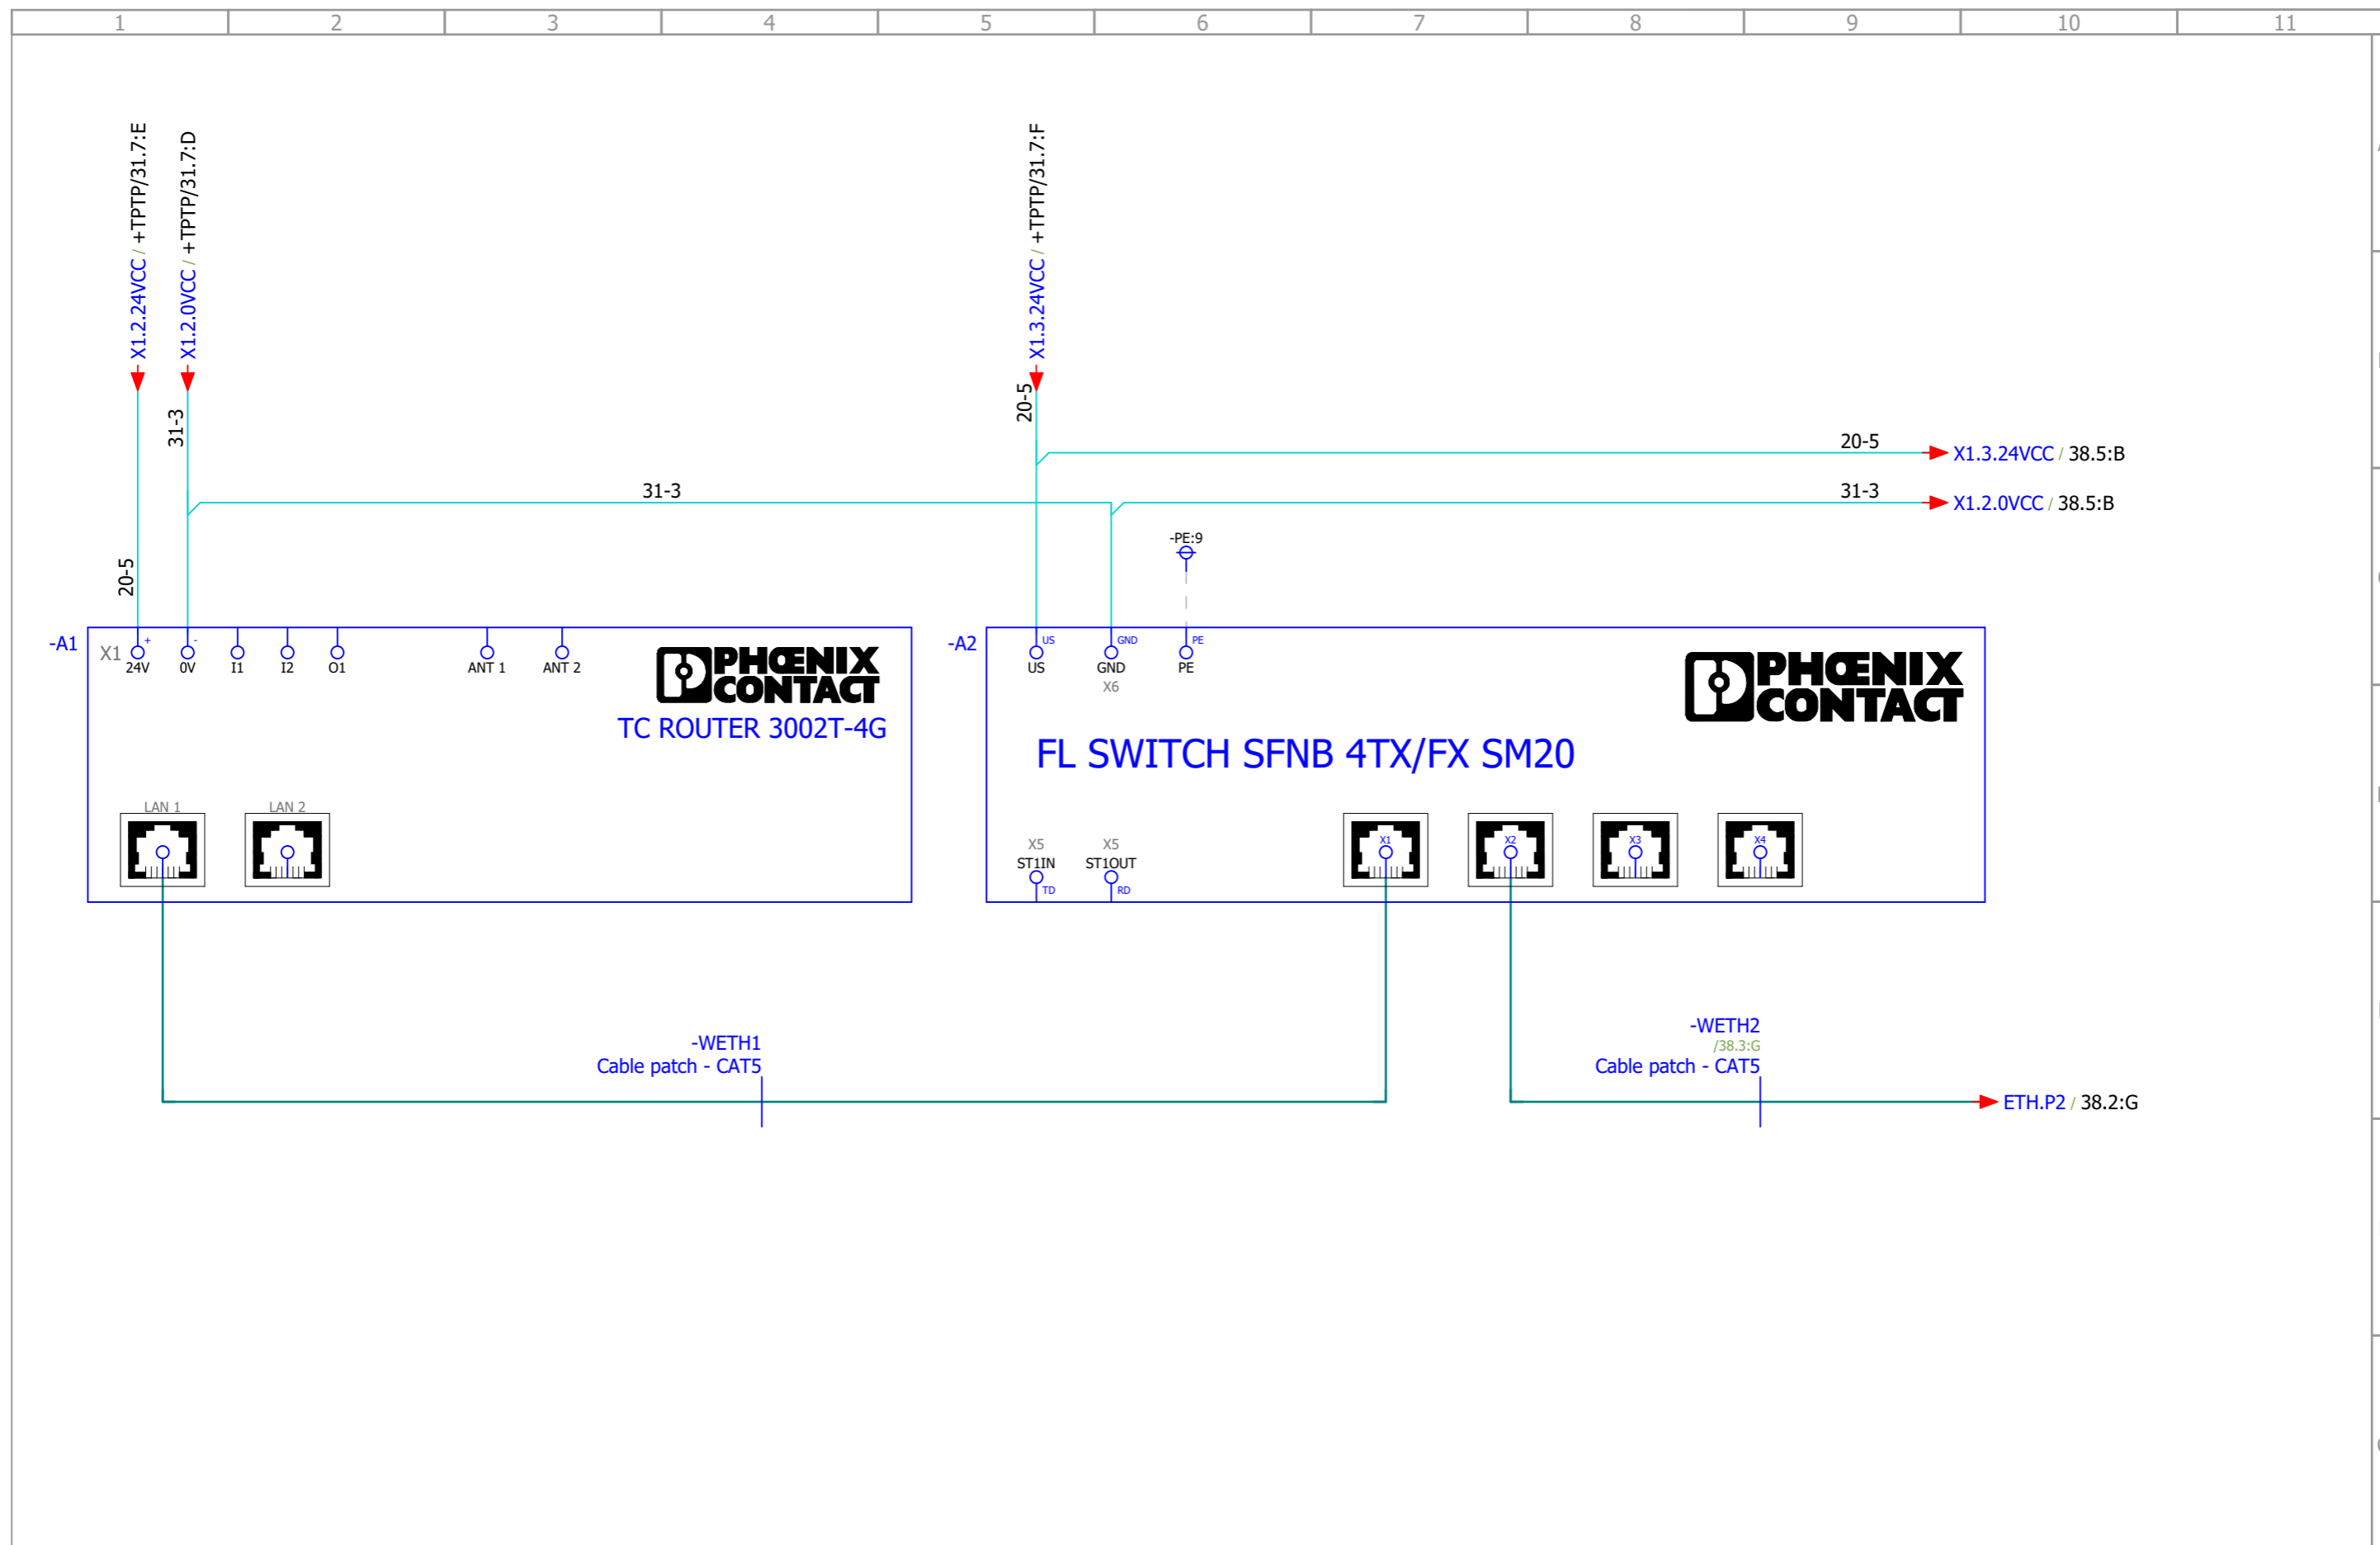 1 2 3 4 5 6 7 8 9 10 11
X1.2.24VCC / +TPTP/31.7:E
X1.2.0VCC / +TPTP/31.7:D
X1.3.24VCC / +TPTP/31.7:F
31-3
20-5
20-5
X1.3.24VCC / 38.5:B
31-3
31-3
X1.2.0VCC / 38.5:B
-PE:9
20-5
-A1
X1
+
-
24V
0V
I1
I2
O1
ANT 1
ANT 2
PHŒNIX
CONTACT
TC ROUTER 3002T-4G
LAN 1
LAN 2
-A2
US
GND
PE
US
GND
PE
X6
PHŒNIX
CONTACT
FL SWITCH SFNB 4TX/FX SM20
X5
X5
ST1IN
ST1OUT
TD
RD
X1
X2
X3
X4
-WETH1
Cable patch - CAT5
-WETH2
/38.3:G
Cable patch - CAT5
ETH.P2 / 38.2:G